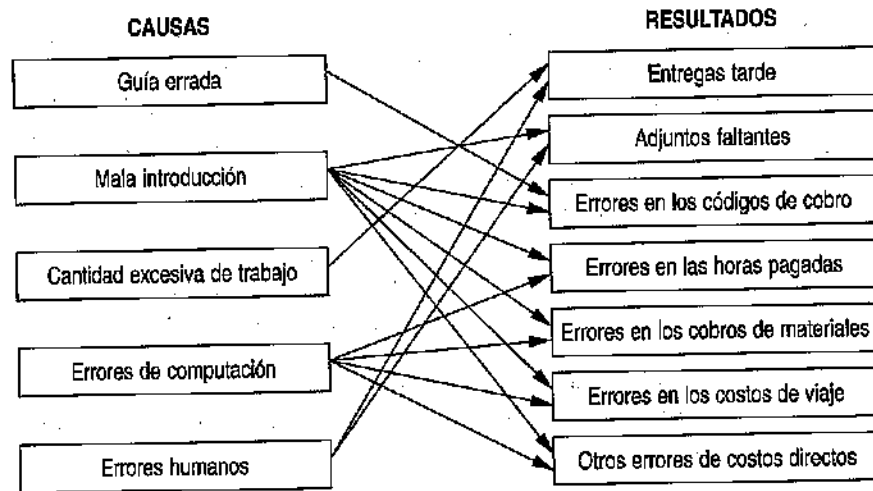 CAUSAS
Guía errada
Mala introducción
Cantidad excesiva de trabajo
Errores de computación
Errores humanos
RESULTADOS
Entregas tarde
Adjuntos faltantes
Errores en los códigos de cobro
Errores en las horas pagadas
Errores en los cobros de materiales
Errores en los costos de viaje
Otros errores de costos directos